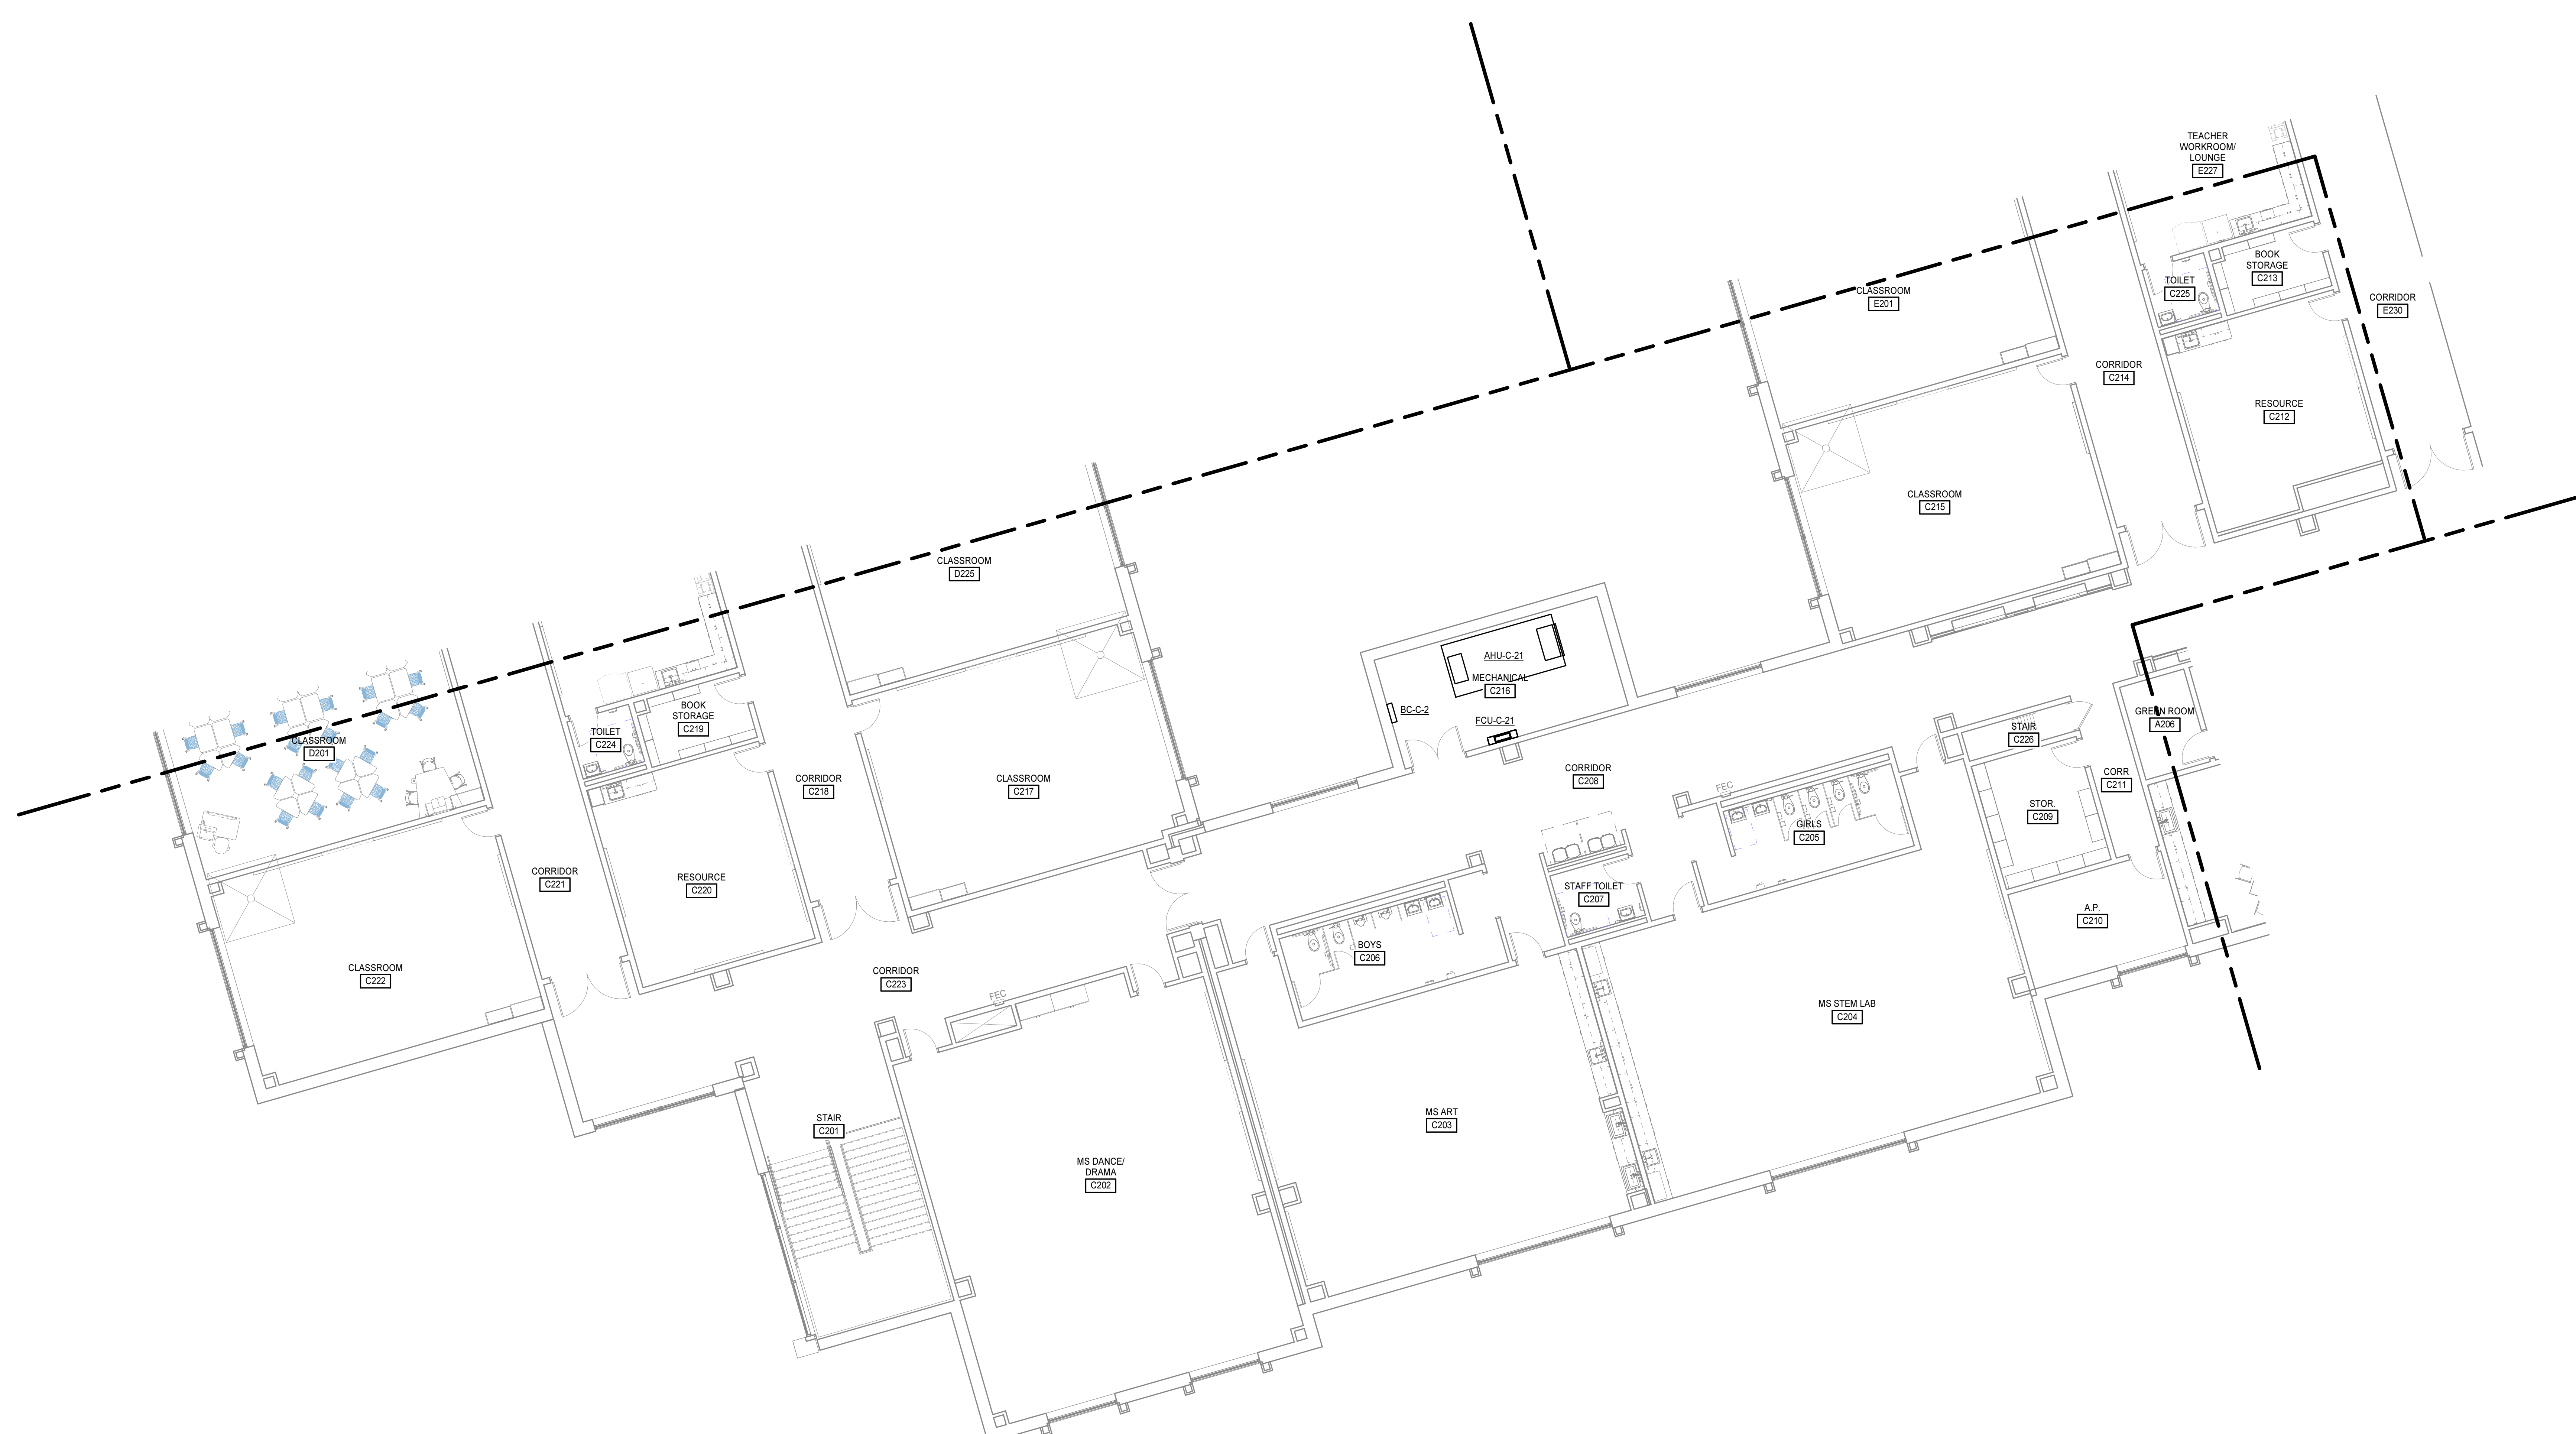 TEACHER
WORKROOM/
LOUNGE
E227
BOOK
STORAGE
C213
TOILET
C225
CORRIDOR
E230
CLASSROOM
E201
CORRIDOR
C214
RESOURCE
C212
CLASSROOM
C215
CLASSROOM
D225
AHU-C-21
MECHANICAL
C216
BC-C-2
FCU-C-21
BOOK
STORAGE
C219
TOILET
C224
CLASSROOM
D201
GREEN ROOM
A206
STAIR
C226
CORRIDOR
C218
CLASSROOM
C217
CORRIDOR
C208
FEC
CORR
C211
STOR.
C209
GIRLS
C205
CORRIDOR
C221
RESOURCE
C220
STAFF TOILET
C207
A.P.
C210
BOYS
C206
CLASSROOM
C222
CORRIDOR
C223
FEC
MS STEM LAB
C204
STAIR
C201
MS ART
C203
MS DANCE/
DRAMA
C202